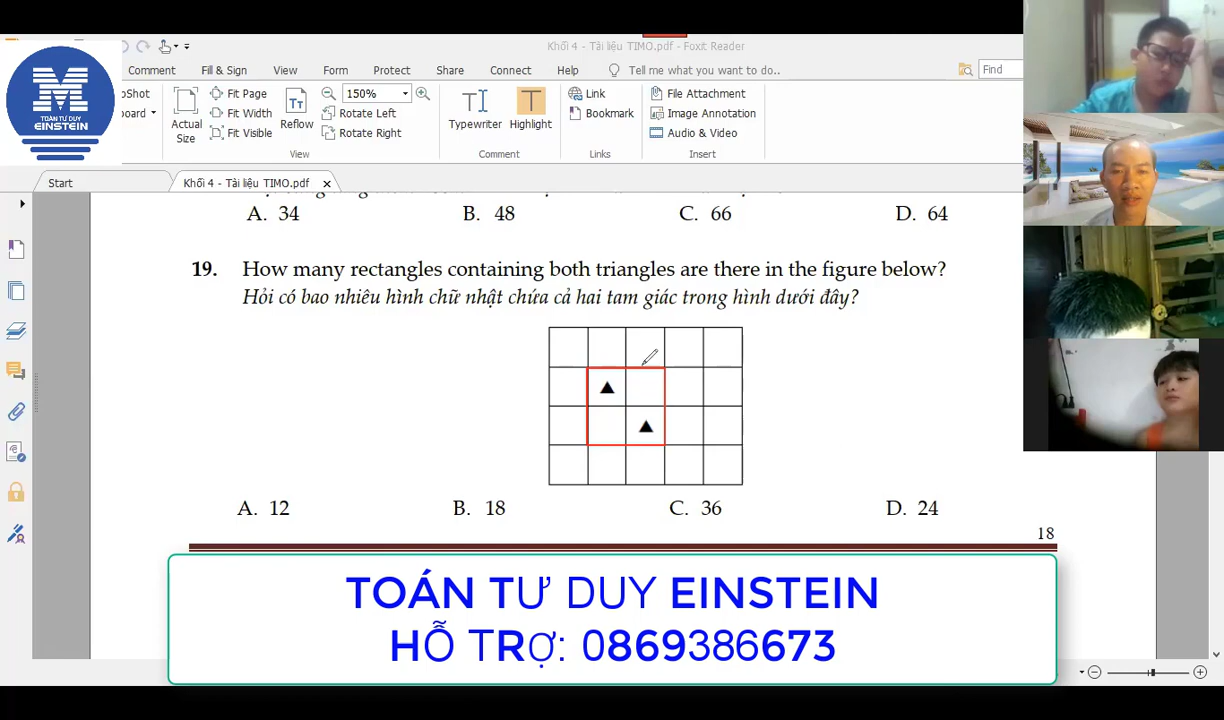 Khối 4 - Tài liệu TIMO.pdf - Foxit Reader
Comment Fill & Sign View Form Protect Share Connect Help Tell me what you want to do.. Find
M
TOÁN TƯ DUY
EINSTEIN
pShot
board
Actual
Size
Fit Page
Fit Width
Fit Visible
Reflow
150%
Rotate Left
Rotate Right
View
Typewriter
Highlight
Comment
Link
Bookmark
Links
File Attachment
Image Annotation
Audio & Video
Insert
Start Khối 4 - Tài liệu TIMO.pdf
A. 34 B. 48 C. 66 D. 64
19. How many rectangles containing both triangles are there in the figure below?
Hỏi có bao nhiêu hình chữ nhật chứa cả hai tam giác trong hình dưới đây?
A. 12 B. 18 C. 36 D. 24
18
TOÁN TƯ DUY EINSTEIN
HỖ TRỢ: 0869386673